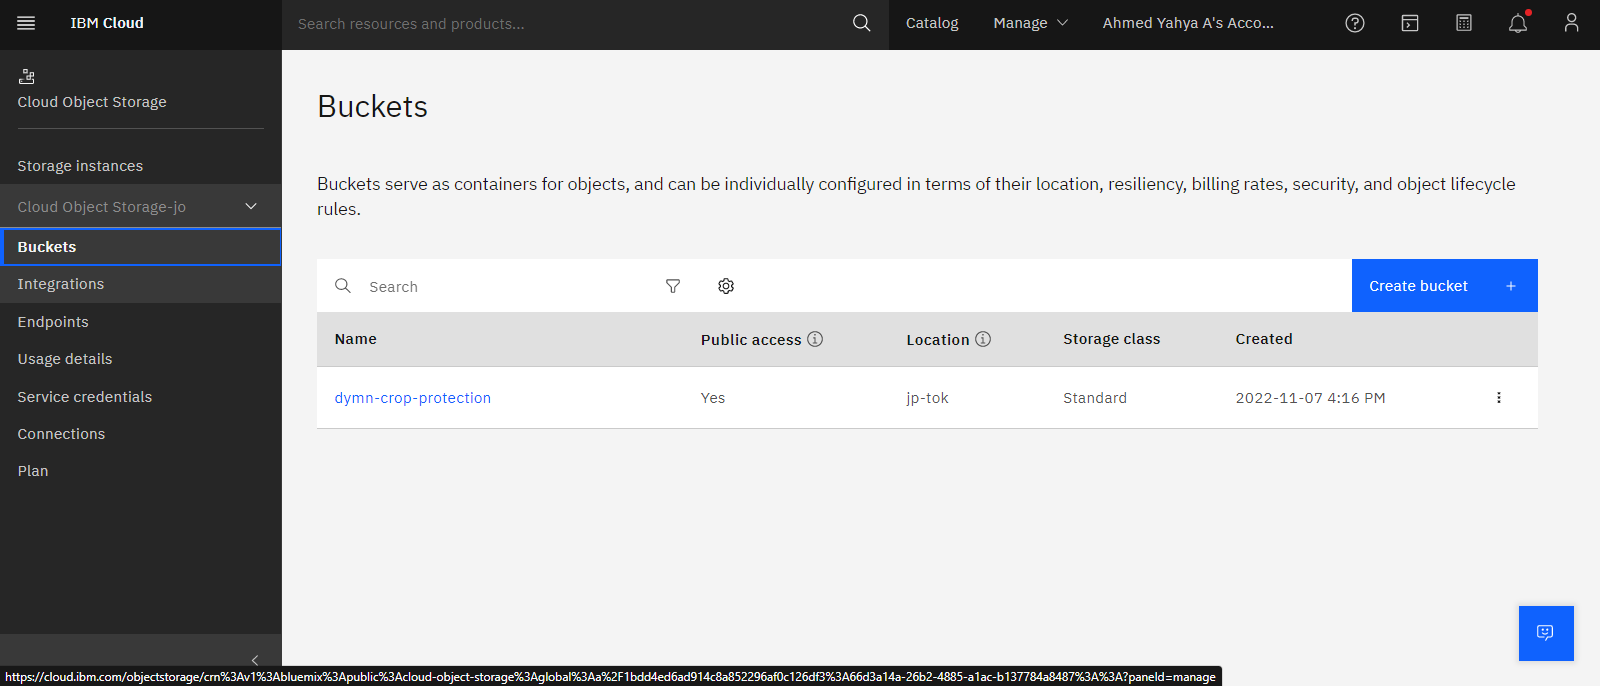 IBM Cloud
Search resources and products...
Catalog
Manage
Ahmed Yahya A's Acco...
Cloud Object Storage
Storage instances
Cloud Object Storage-jo
Buckets
Integrations
Endpoints
Usage details
Service credentials
Connections
Plan
Buckets
Buckets serve as containers for objects, and can be individually configured in terms of their location, resiliency, billing rates, security, and object lifecycle
rules.
Search
Create bucket +
Name Public access Location Storage class Created
dymn-crop-protection Yes jp-tok Standard 2022-11-07 4:16 PM
https://cloud.ibm.com/objectstorage/crn%3Av1%3Abluemix%3Apublic%3Acloud-object-storage%3Aglobal%3Aa%2F1bdd4ed6ad914c8a852296af0c126df3%3A66d3a14a-26b2-4885-a1ac-b137784a8487%3A%3A?paneId=manage